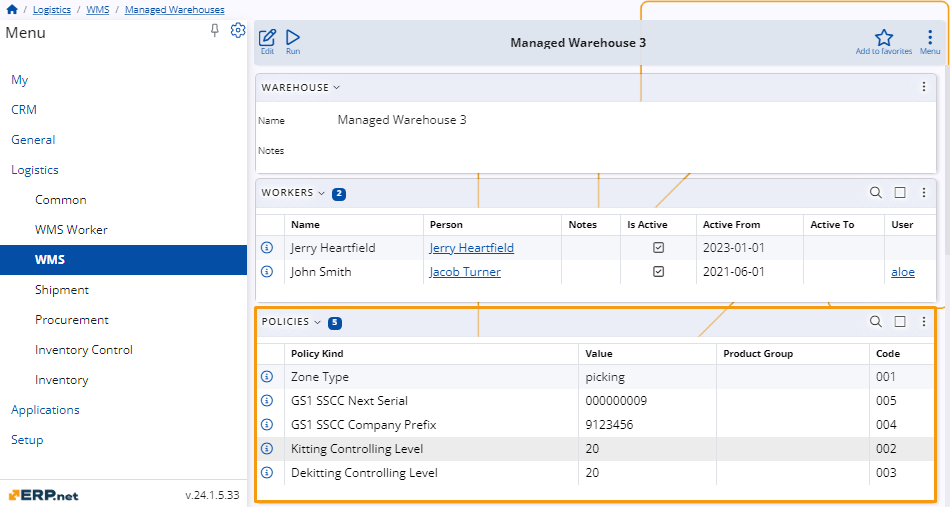 / Logistics / WMS / Managed Warehouses
Menu
My
CRM
General
Logistics
Common
WMS Worker
WMS
Shipment
Procurement
Inventory Control
Inventory
Applications
Setup
ERP.net v.24.1.5.33
Edit Run Managed Warehouse 3 Add to favorites Menu
WAREHOUSE
Name Managed Warehouse 3
Notes
WORKERS 2
Name Person Notes Is Active Active From Active To User
Jerry Heartfield Jerry Heartfield 2023-01-01
John Smith Jacob Turner 2021-06-01 aloe
POLICIES 5
Policy Kind Value Product Group Code
Zone Type picking 001
GS1 SSCC Next Serial 000000009 005
GS1 SSCC Company Prefix 9123456 004
Kitting Controlling Level 20 002
Dekitting Controlling Level 20 003